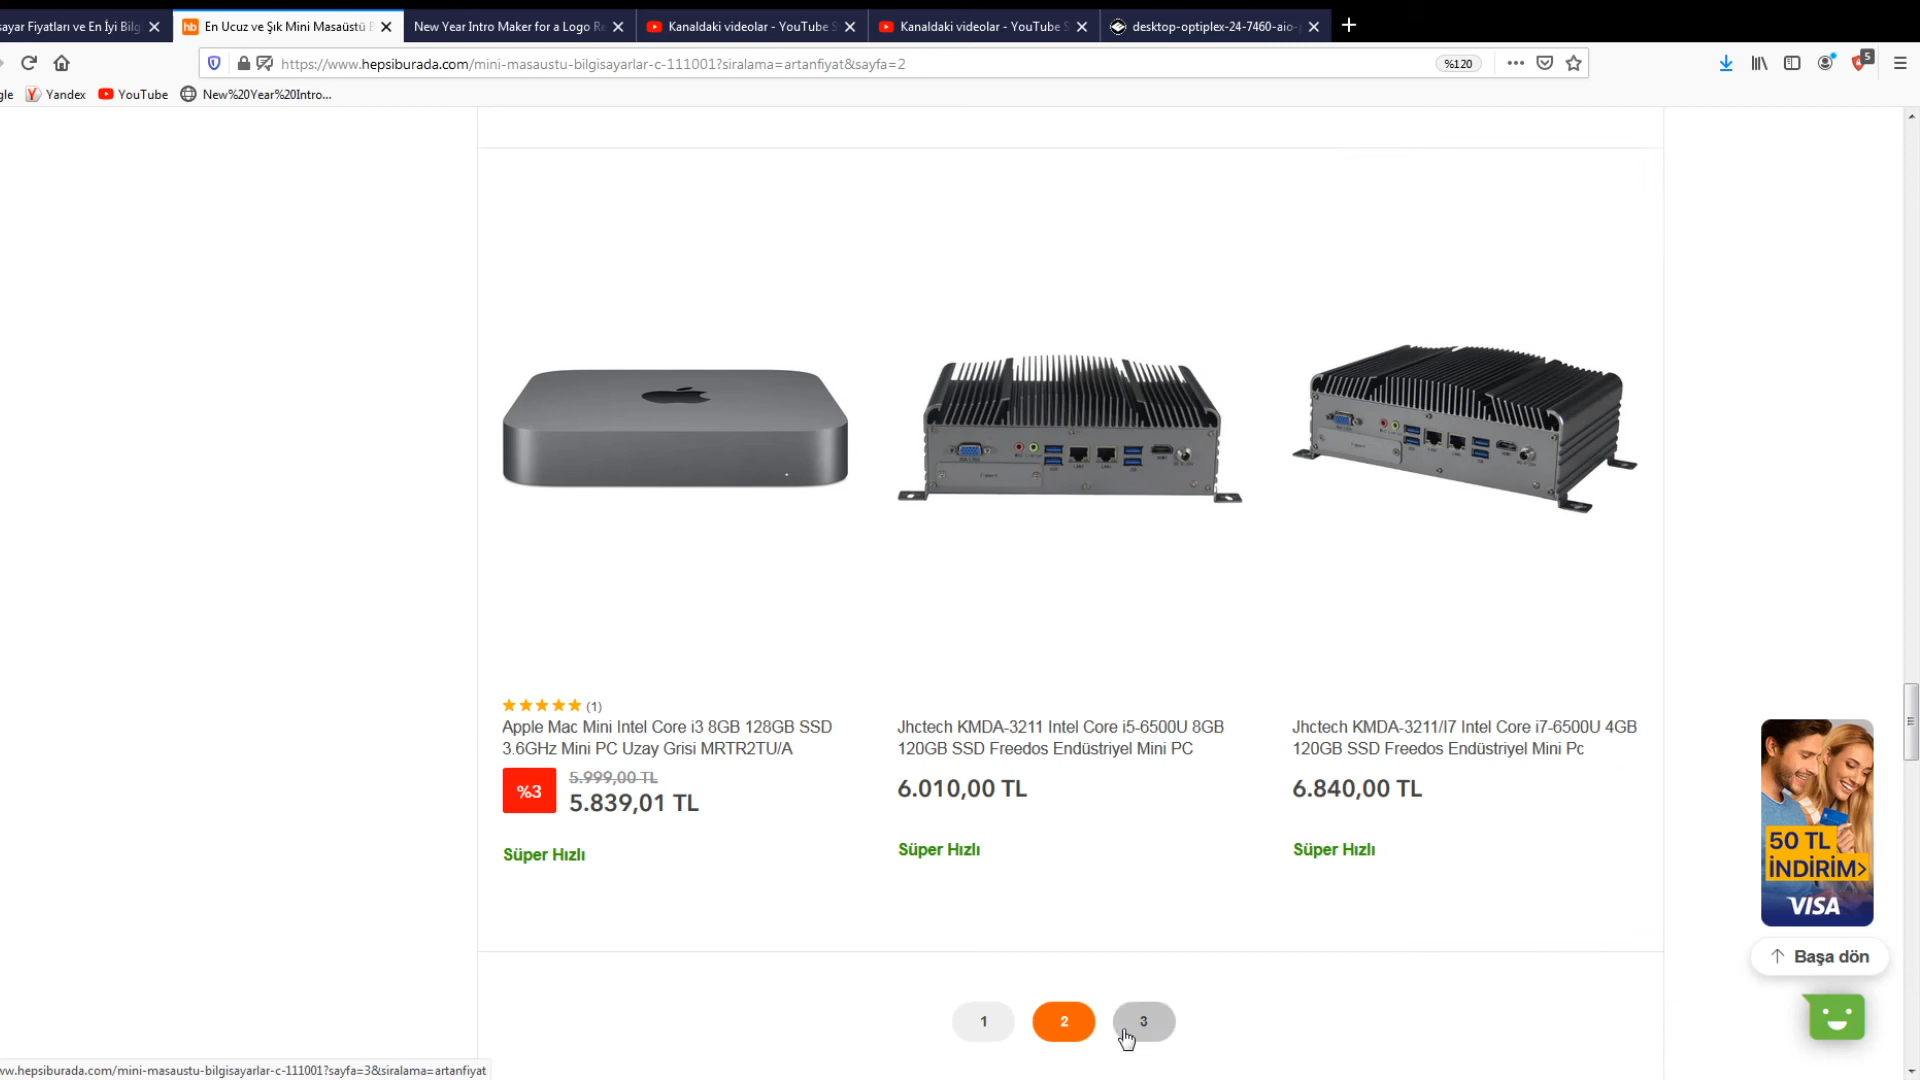 sayar Fiyatları ve En İyi Bilg
En Ucuz ve Şık Mini Masaüstü B
New Year Intro Maker for a Logo Re
Kanaldaki videolar - YouTube S
Kanaldaki videolar - YouTube S
desktop-optiplex-24-7460-aio-
https://www.hepsiburada.com/mini-masaustu-bilgisayarlar-c-111001?siralama=artanfiyat&sayfa=2
%120
5
gle
Yandex
YouTube
New%20Year%20Intro...
(1)
Apple Mac Mini Intel Core i3 8GB 128GB SSD
3.6GHz Mini PC Uzay Grisi MRTR2TU/A
%3
5.999,00 TL
5.839,01 TL
Süper Hızlı
Jhctech KMDA-3211 Intel Core i5-6500U 8GB
120GB SSD Freedos Endüstriyel Mini PC
6.010,00 TL
Süper Hızlı
Jhctech KMDA-3211/I7 Intel Core i7-6500U 4GB
120GB SSD Freedos Endüstriyel Mini Pc
6.840,00 TL
Süper Hızlı
50 TL
İNDİRİM>
VISA
Başa dön
1
2
3
ww.hepsiburada.com/mini-masaustu-bilgisayarlar-c-111001?sayfa=3&siralama=artanfiyat